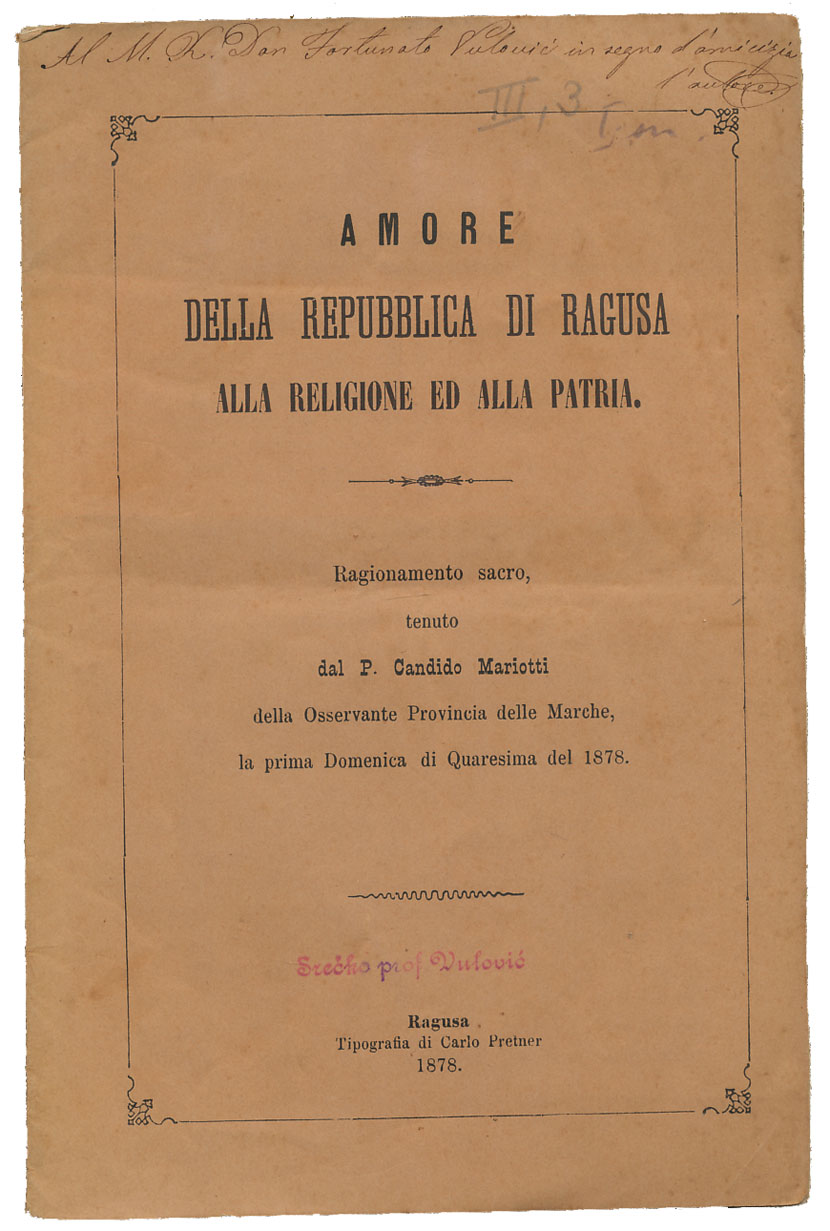 Al M. R. Don Fortunato Vulović in segno d'amicizia
l'autore.
III, 3
AMORE
DELLA REPUBBLICA DI RAGUSA
ALLA RELIGIONE ED ALLA PATRIA.
Ragionamento sacro,
tenuto
dal P. Candido Mariotti
della Osservante Provincia delle Marche,
la prima Domenica di Quaresima del 1878.
Srećko prof Vulović
Ragusa
Tipografia di Carlo Pretner
1878.